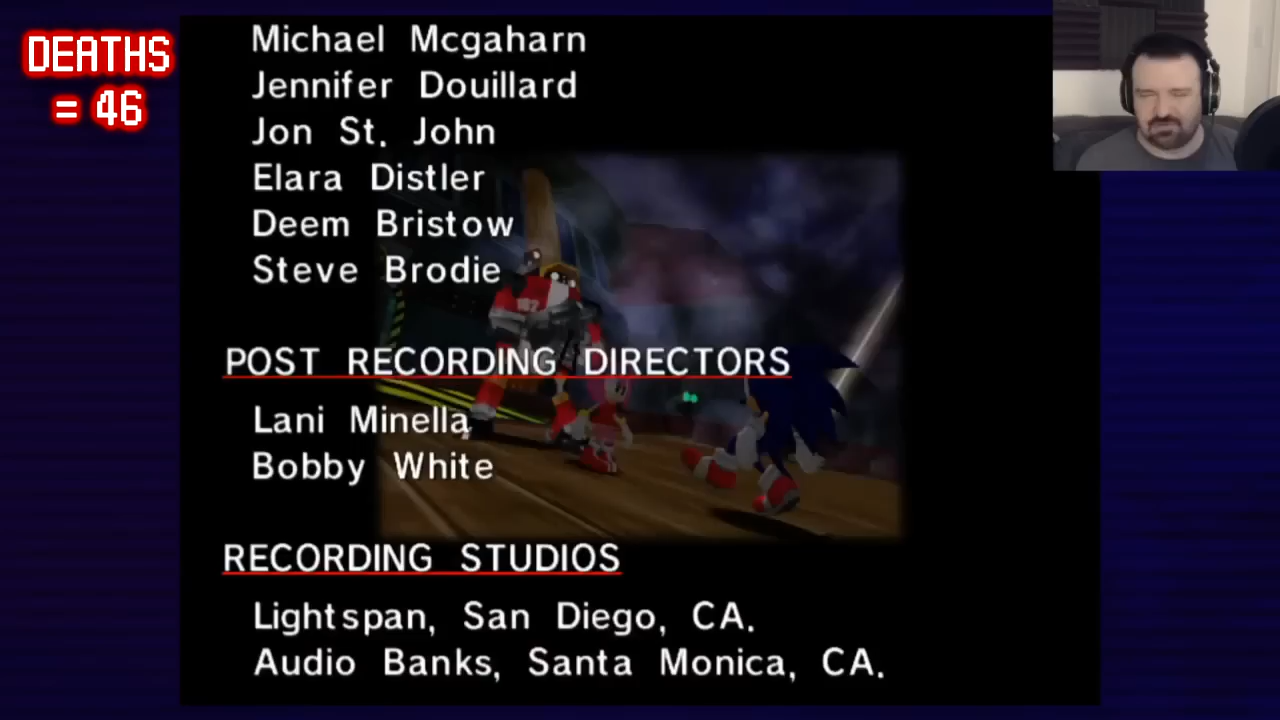 DEATHS
= 46
Michael Mcgaharn
Jennifer Douillard
Jon St. John
Elara Distler
Deem Bristow
Steve Brodie
POST RECORDING DIRECTORS
Lani Minella
Bobby White
RECORDING STUDIOS
Lightspan, San Diego, CA.
Audio Banks, Santa Monica, CA.